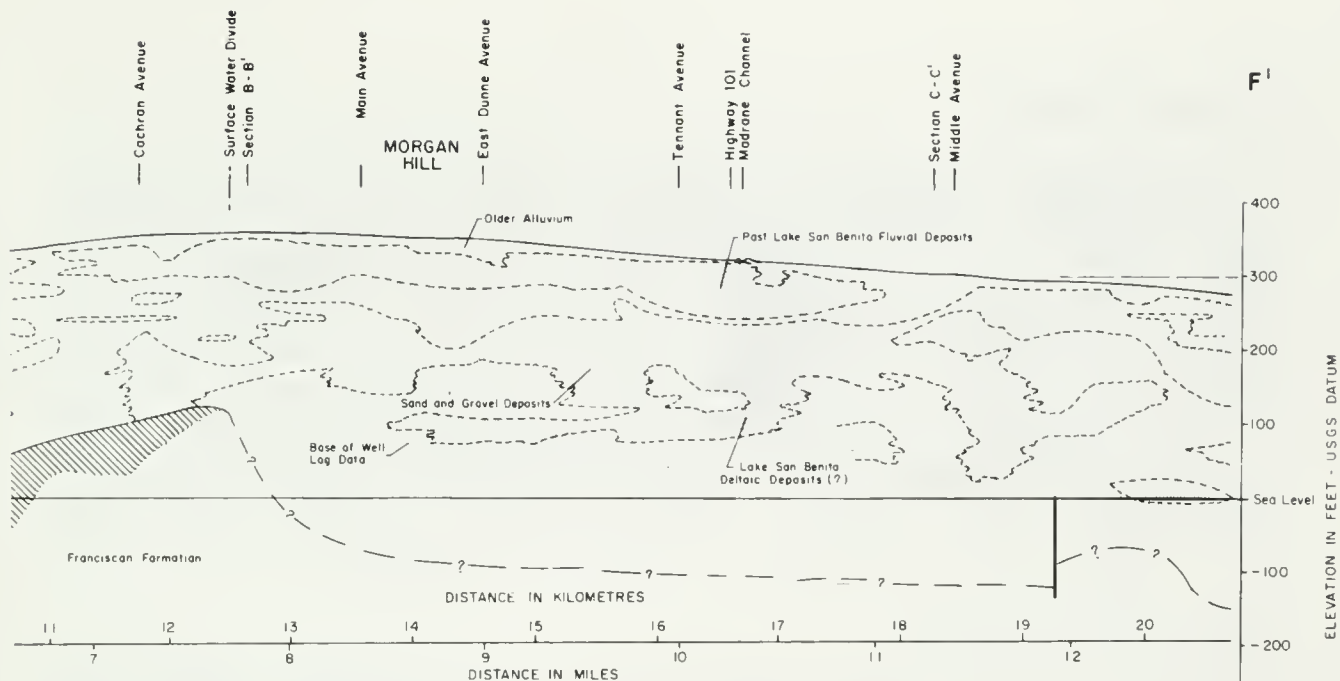 Cochran Avenue
Surface Water Divide
Section B-B'
Main Avenue
MORGAN
HILL
East Dunne Avenue
Tennant Avenue
Highway 101
Madrone Channel
Section C-C'
Middle Avenue
F'
400
Older Alluvium
Post Lake San Benito Fluvial Deposits
300
200
Sand and Gravel Deposits
100
Base of Well
Log Data
Lake San Benito
Deltaic Deposits (?)
Sea Level
?
?
Franciscan Formation
?
?
?
?
?
-100
DISTANCE IN KILOMETRES
11 12 13 14 15 16 17 18 19 20
-200
7 8 9 10 11 12
DISTANCE IN MILES
ELEVATION IN FEET - USGS DATUM